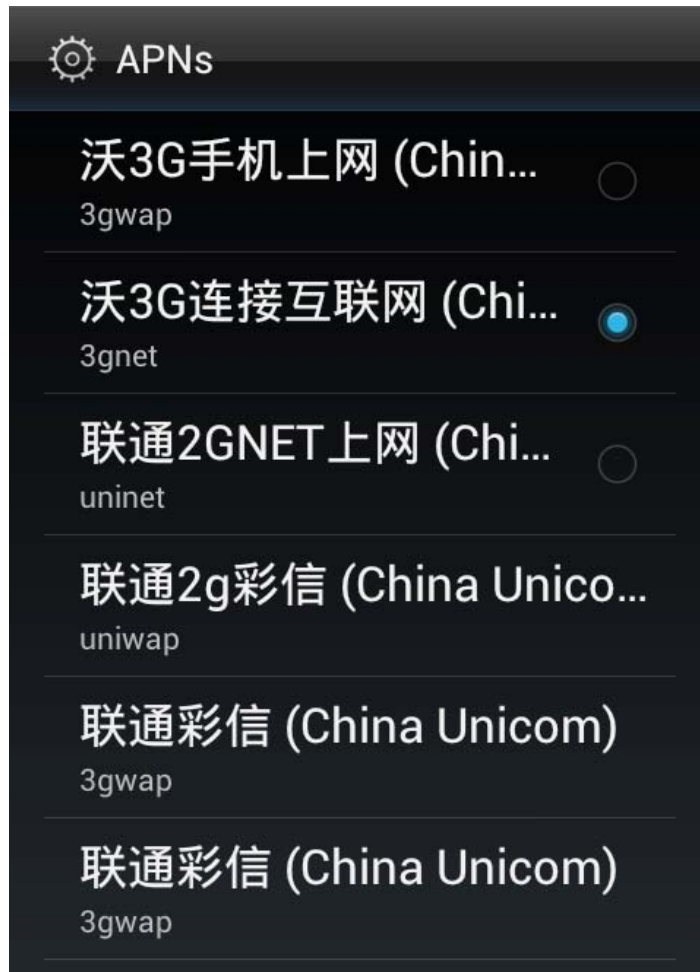 APNs
沃3G手机上网 (Chin...
3gwap
沃3G连接互联网 (Chi...
3gnet
联通2GNET上网 (Chi...
uninet
联通2g彩信 (China Unico...
uniwap
联通彩信 (China Unicom)
3gwap
联通彩信 (China Unicom)
3gwap